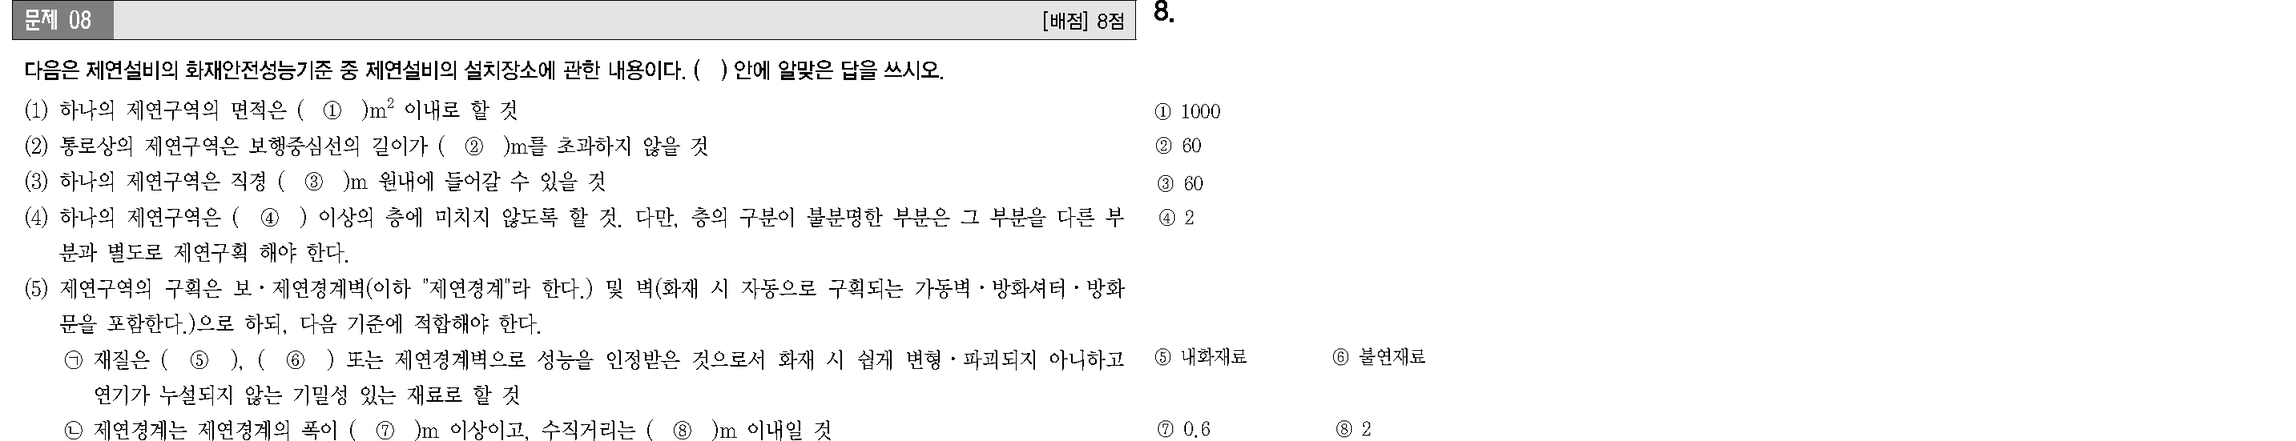 문제 08 [배점] 8점
다음은 제연설비의 화재안전성능기준 중 제연설비의 설치장소에 관한 내용이다. (   ) 안에 알맞은 답을 쓰시오.
(1) 하나의 제연구역의 면적은 ( ① )m² 이내로 할 것
(2) 통로상의 제연구역은 보행중심선의 길이가 ( ② )m를 초과하지 않을 것
(3) 하나의 제연구역은 직경 ( ③ )m 원내에 들어갈 수 있을 것
(4) 하나의 제연구역은 ( ④ ) 이상의 층에 미치지 않도록 할 것. 다만, 층의 구분이 불분명한 부분은 그 부분을 다른 부
분과 별도로 제연구획 해야 한다.
(5) 제연구역의 구획은 보·제연경계벽(이하 "제연경계"라 한다.) 및 벽(화재 시 자동으로 구획되는 가동벽·방화셔터·방화
문을 포함한다.)으로 하되, 다음 기준에 적합해야 한다.
㉠ 재질은 ( ⑤ ), ( ⑥ ) 또는 제연경계벽으로 성능을 인정받은 것으로서 화재 시 쉽게 변형·파괴되지 아니하고
연기가 누설되지 않는 기밀성 있는 재료로 할 것
㉡ 제연경계는 제연경계의 폭이 ( ⑦ )m 이상이고, 수직거리는 ( ⑧ )m 이내일 것
8.
① 1000
② 60
③ 60
④ 2
⑤ 내화재료 ⑥ 불연재료
⑦ 0.6 ⑧ 2